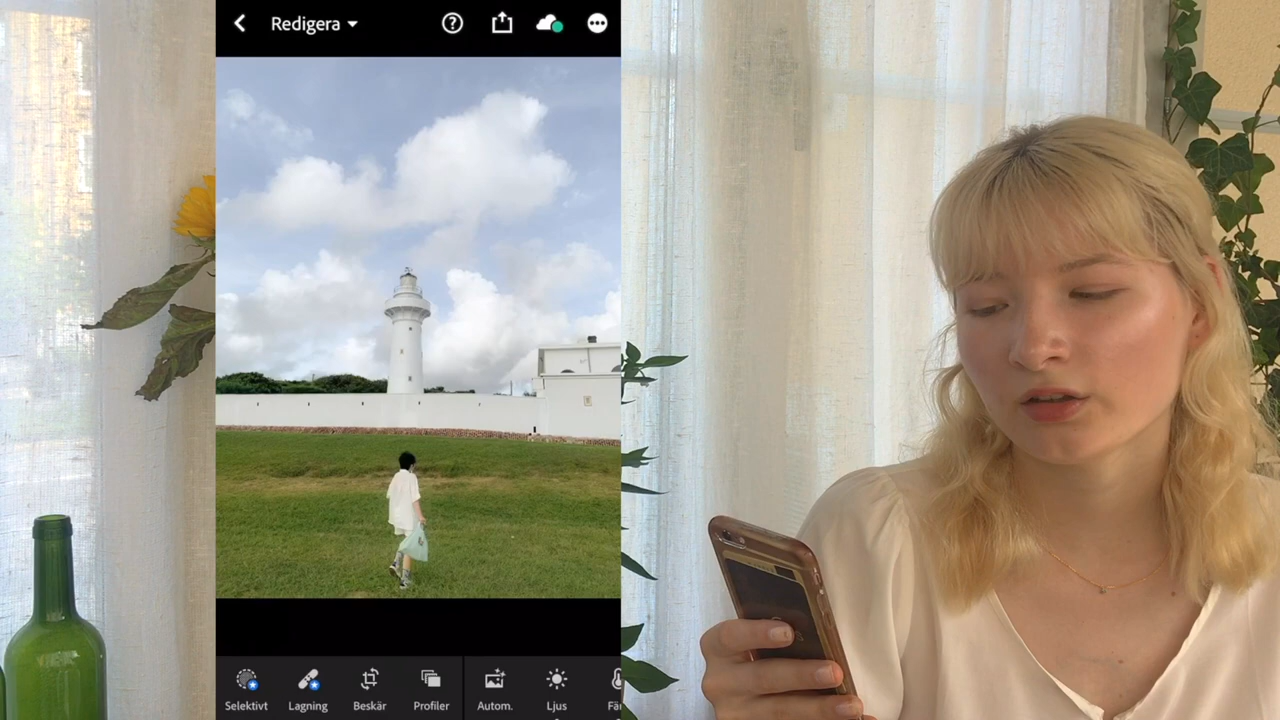 Redigera
Selektivt
Lagning
Beskär
Profiler
Autom.
Ljus